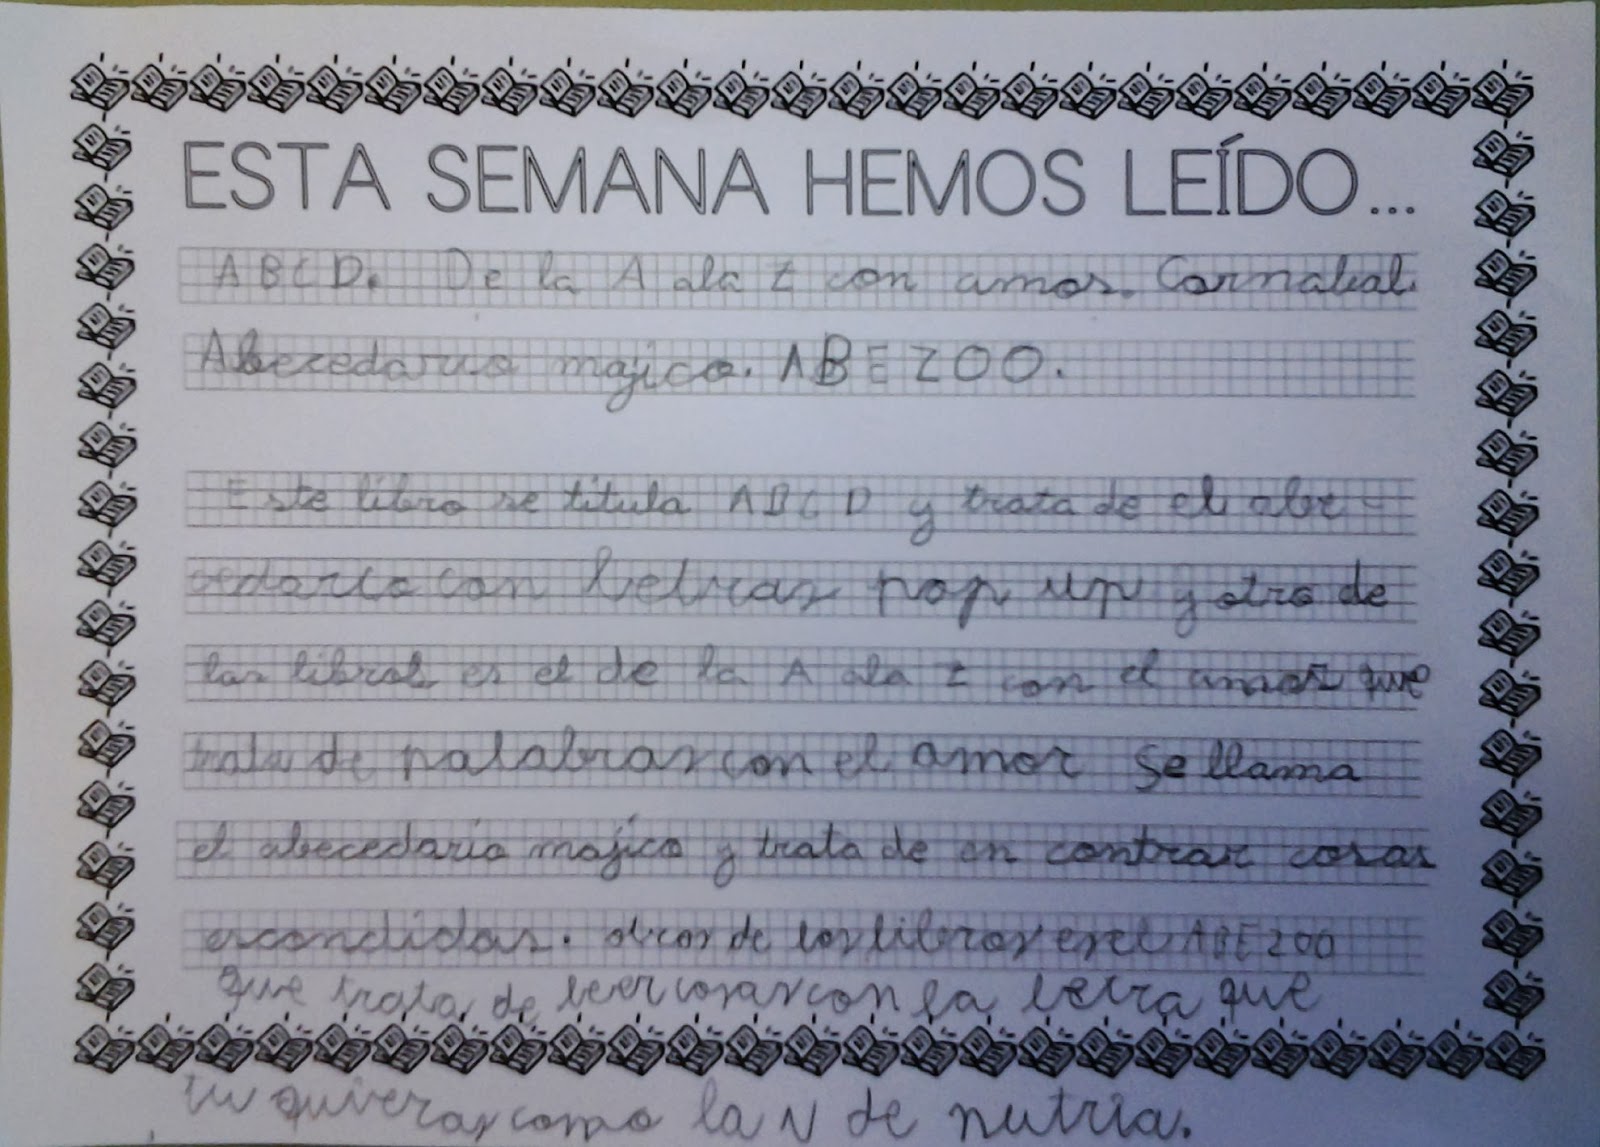 ESTA SEMANA HEMOS LEÍDO...
ABCD. De la A ala Z con amor. Carnabal.
Abecedario majico. ABEZOO.
Este libro se titula ABCD y trata de el abe-
cedario con letras pop up y otro de
los libros es el de la A ala Z con el amor que
trata de palabras con el amor se llama
el abecedario majico y trata de en contrar cosas
escondidas. otros de los libros es el ABEZOO
que trata de leer cosas con la letra que
tu quieras como la N de nutria.